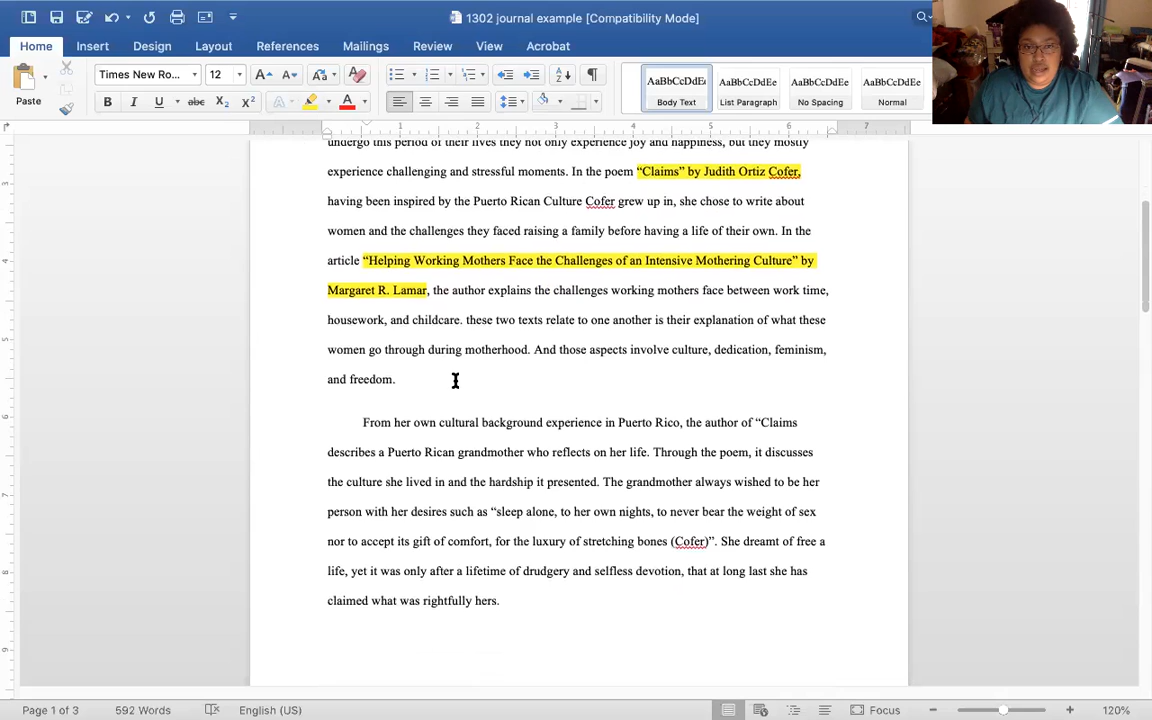 1302 journal example [Compatibility Mode]
Home Insert Design Layout References Mailings Review View Acrobat
Paste
Times New Ro... 12
AaBbCcDdEe AaBbCcDdEe AaBbCcDdEe AaBbCcDdEe
Body Text List Paragraph No Spacing Normal
1 2 3 4 5 6 7
undergo this period of their lives they not only experience joy and happiness, but they mostly
experience challenging and stressful moments. In the poem “Claims” by Judith Ortiz Cofer,
having been inspired by the Puerto Rican Culture Cofer grew up in, she chose to write about
women and the challenges they faced raising a family before having a life of their own. In the
article “Helping Working Mothers Face the Challenges of an Intensive Mothering Culture” by
Margaret R. Lamar, the author explains the challenges working mothers face between work time,
housework, and childcare. these two texts relate to one another is their explanation of what these
women go through during motherhood. And those aspects involve culture, dedication, feminism,
and freedom.
From her own cultural background experience in Puerto Rico, the author of “Claims
describes a Puerto Rican grandmother who reflects on her life. Through the poem, it discusses
the culture she lived in and the hardship it presented. The grandmother always wished to be her
person with her desires such as “sleep alone, to her own nights, to never bear the weight of sex
nor to accept its gift of comfort, for the luxury of stretching bones (Cofer)”. She dreamt of free a
life, yet it was only after a lifetime of drudgery and selfless devotion, that at long last she has
claimed what was rightfully hers.
Page 1 of 3 592 Words English (US) Focus 120%